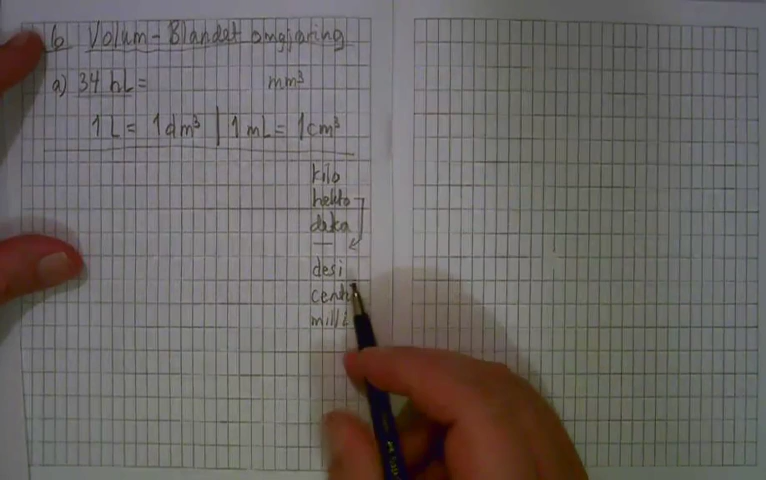 6 Volum - Blandet omgjøring
a) 34 hL = mm³
1 L = 1 dm³ | 1 mL = 1 cm³
kilo
hekto
deka
—
desi
centi
milli